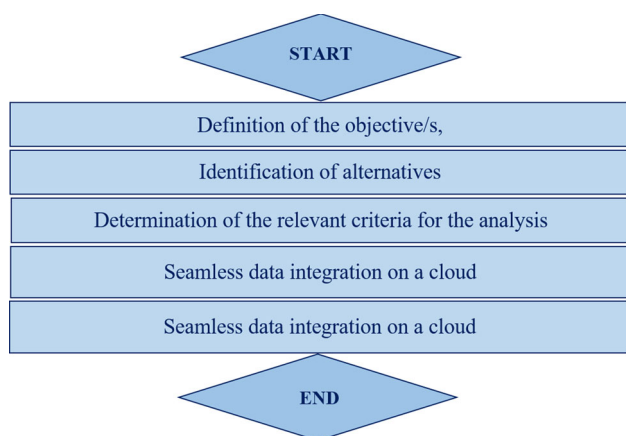 START
Definition of the objective/s,
Identification of alternatives
Determination of the relevant criteria for the analysis
Seamless data integration on a cloud
Seamless data integration on a cloud
END